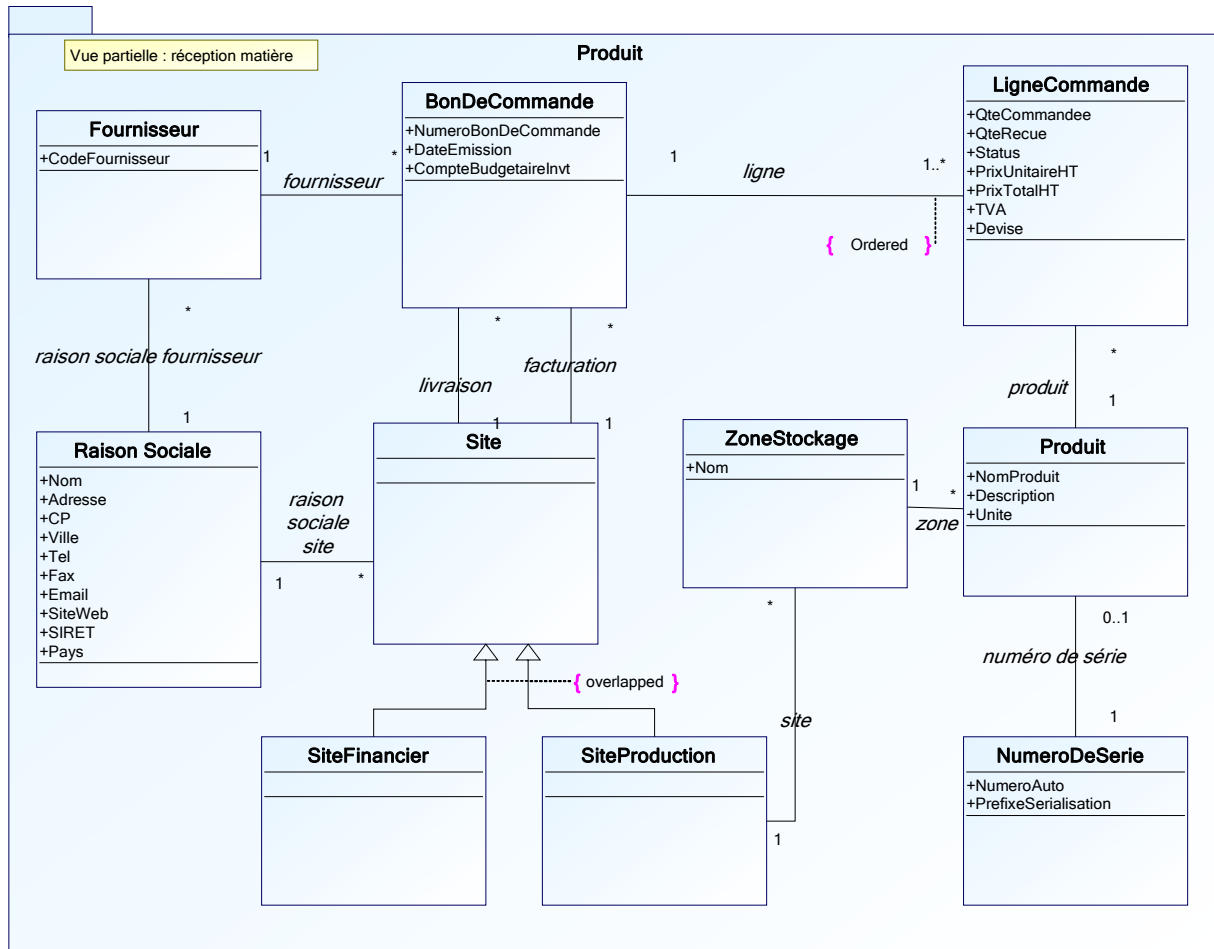 Vue partielle : réception matière
Produit
Fournisseur
+CodeFournisseur
BonDeCommande
+NumeroBonDeCommande
+DateEmission
+CompteBudgetaireInvt
LigneCommande
+QteCommandee
+QteRecue
+Status
+PrixUnitaireHT
+PrixTotalHT
+TVA
+Devise
1
*
fournisseur
1
1..*
ligne
{ Ordered }
*
raison sociale fournisseur
1
*
livraison
1
*
facturation
1
*
produit
1
Raison Sociale
+Nom
+Adresse
+CP
+Ville
+Tel
+Fax
+Email
+SiteWeb
+SIRET
+Pays
raison
sociale
site
1
*
Site
ZoneStockage
+Nom
1
*
zone
Produit
+NomProduit
+Description
+Unite
{ overlapped }
*
site
1
0..1
numéro de série
1
SiteFinancier
SiteProduction
NumeroDeSerie
+NumeroAuto
+PrefixeSerialisation